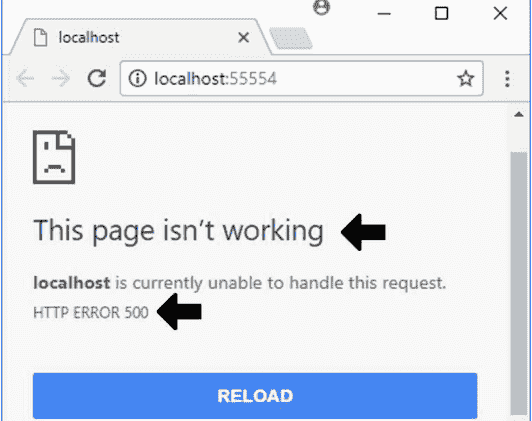 localhost
localhost:55554
This page isn’t working
localhost is currently unable to handle this request.
HTTP ERROR 500
RELOAD